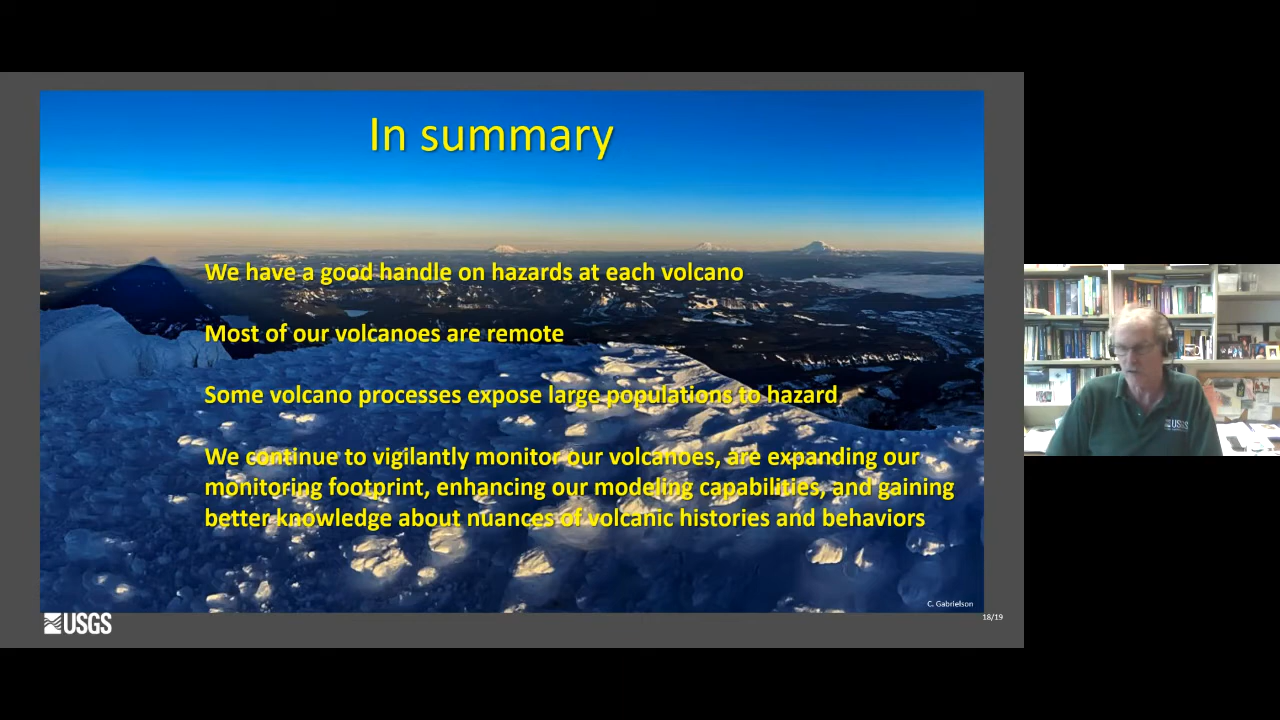 In summary
We have a good handle on hazards at each volcano
Most of our volcanoes are remote
Some volcano processes expose large populations to hazard
We continue to vigilantly monitor our volcanoes, are expanding our
monitoring footprint, enhancing our modeling capabilities, and gaining
better knowledge about nuances of volcanic histories and behaviors
C. Gabrielson
18/19
USGS
USGS